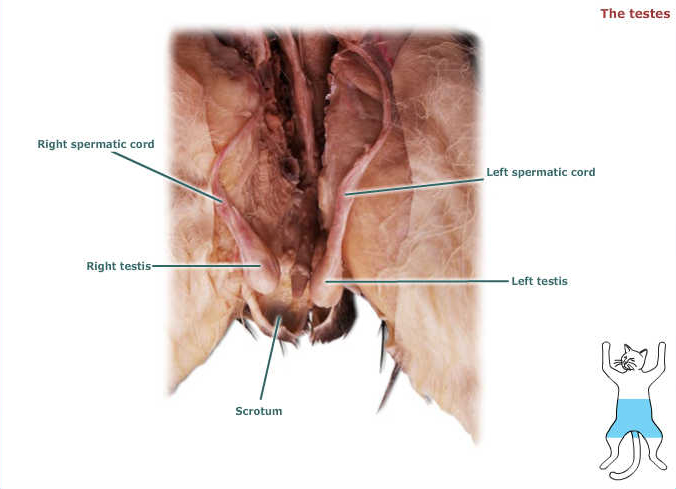 The testes
Right spermatic cord
Left spermatic cord
Right testis
Left testis
Scrotum